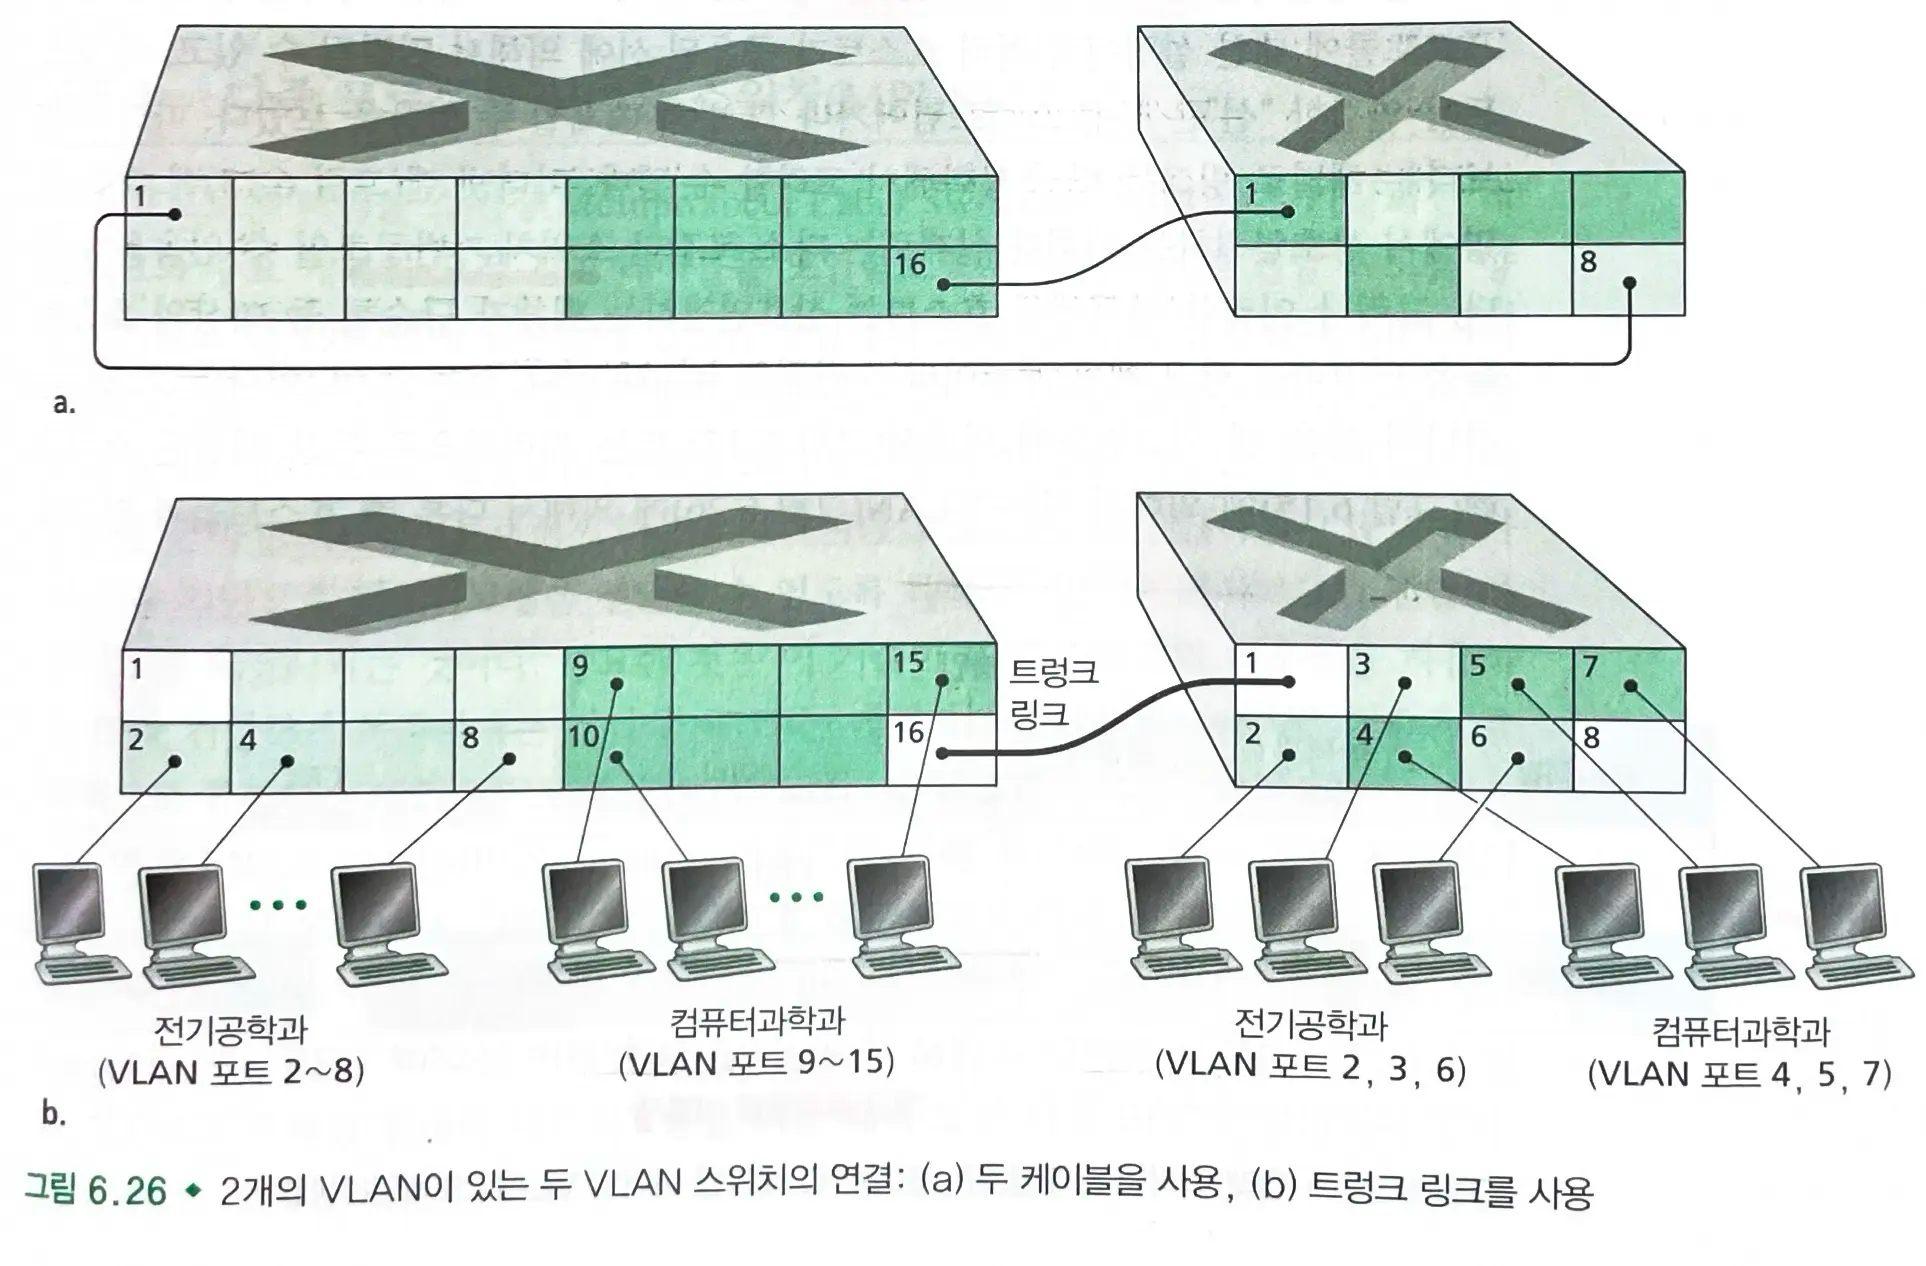 1
16
1
8
a.
1
9
15
2
4
8
10
16
트렁크
링크
1
3
5
7
2
4
6
8
전기공학과
(VLAN 포트 2~8)
컴퓨터과학과
(VLAN 포트 9~15)
전기공학과
(VLAN 포트 2, 3, 6)
컴퓨터과학과
(VLAN 포트 4, 5, 7)
b.
그림 6.26 ◆ 2개의 VLAN이 있는 두 VLAN 스위치의 연결: (a) 두 케이블을 사용, (b) 트렁크 링크를 사용